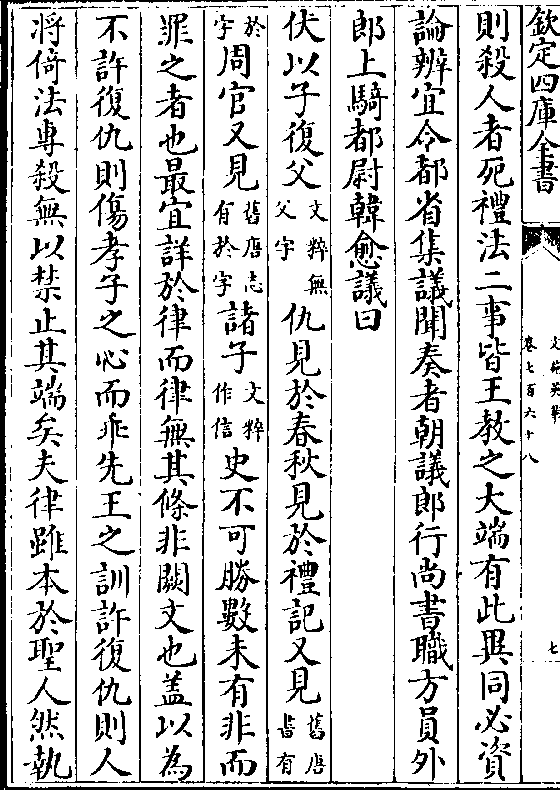 欽定四庫全書
文苑英華
卷七百六十八
七
則殺人者死禮法二事皆王教之大端有此異同必資
論辨宜令都省集議聞奏者朝議郎行尚書職方員外
郎上騎都尉韓愈議曰
伏以子復父文粹無父字仇見於春秋見於禮記又見舊唐書有
於字周官又見舊唐志有於字諸子文粹作信史不可勝數未有非而
罪之者也最宜詳於律而律無其條非闕文也盖以為
不許復仇則傷孝子之心而乖先王之訓許復仇則人
将倚法專殺無以禁止其端矣夫律雖本於聖人然執